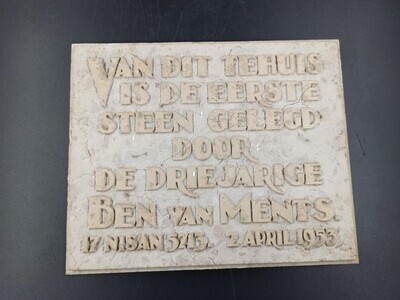 VAN DIT TEHUIS
IS DE EERSTE
STEEN GELEGD
DOOR
DE DRIEJARIGE
BEN VAN MENTS.
17 NISAN 5713. 2 APRIL 1953